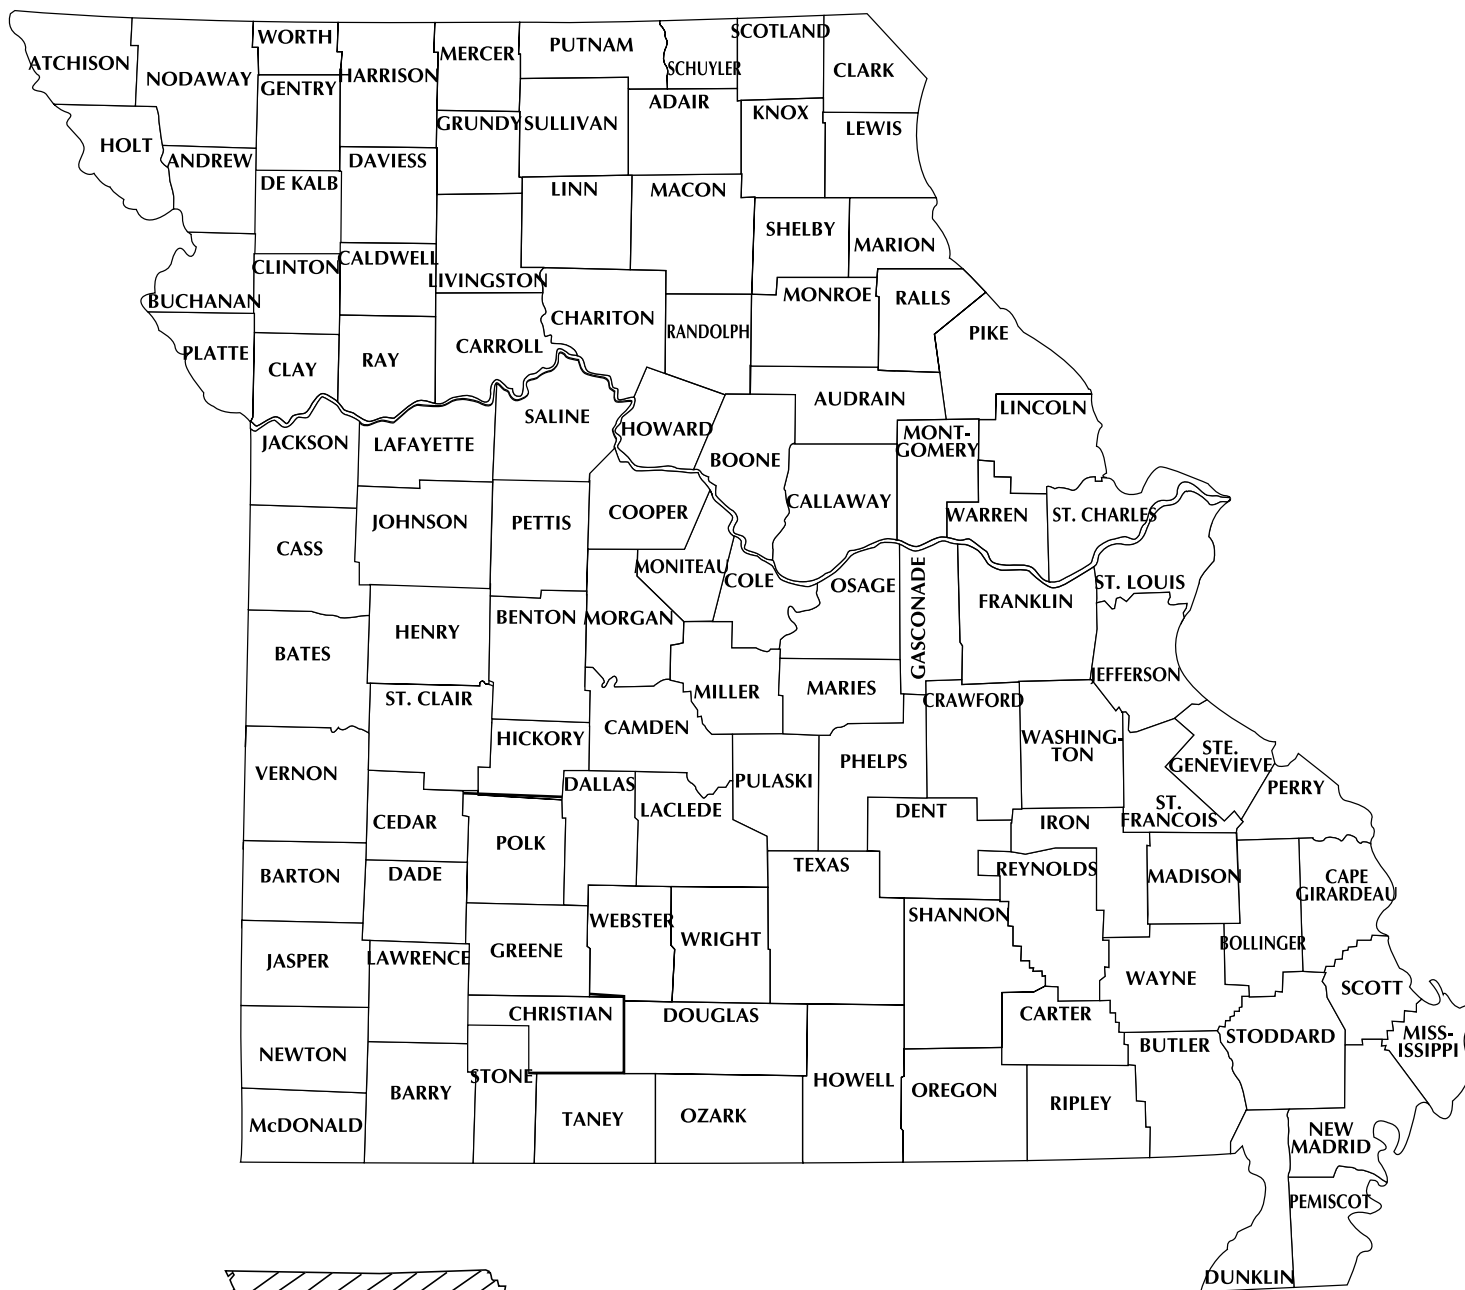 SCOTLAND
WORTH
PUTNAM
MERCER
ATCHISON
SCHUYLER
CLARK
HARRISON
NODAWAY
GENTRY
ADAIR
KNOX
GRUNDY
SULLIVAN
LEWIS
HOLT
ANDREW
DAVIESS
DE KALB
LINN
MACON
SHELBY
MARION
CALDWELL
CLINTON
LIVINGSTON
MONROE
RALLS
BUCHANAN
CHARITON
RANDOLPH
PIKE
CARROLL
PLATTE
RAY
CLAY
AUDRAIN
LINCOLN
SALINE
HOWARD
MONT-
GOMERY
JACKSON
LAFAYETTE
BOONE
CALLAWAY
COOPER
WARREN
ST. CHARLES
JOHNSON
PETTIS
CASS
MONITEAU
COLE
OSAGE
ST. LOUIS
GASCONADE
FRANKLIN
BENTON
MORGAN
HENRY
BATES
JEFFERSON
MILLER
MARIES
ST. CLAIR
CRAWFORD
CAMDEN
HICKORY
WASHING-
TON
STE.
GENEVIEVE
VERNON
PHELPS
PULASKI
DALLAS
PERRY
LACLEDE
DENT
ST.
FRANCOIS
CEDAR
IRON
POLK
TEXAS
REYNOLDS
BARTON
DADE
MADISON
CAPE
GIRARDEAU
SHANNON
WEBSTER
WRIGHT
BOLLINGER
GREENE
LAWRENCE
JASPER
WAYNE
SCOTT
CHRISTIAN
DOUGLAS
CARTER
STODDARD
MISS-
ISSIPPI
BUTLER
NEWTON
STONE
HOWELL
BARRY
OREGON
RIPLEY
OZARK
TANEY
McDONALD
NEW
MADRID
PEMISCOT
DUNKLIN